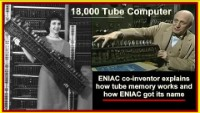 18,000 Tube Computer
ENIAC co-inventor explains
how tube memory works and
how ENIAC got its name